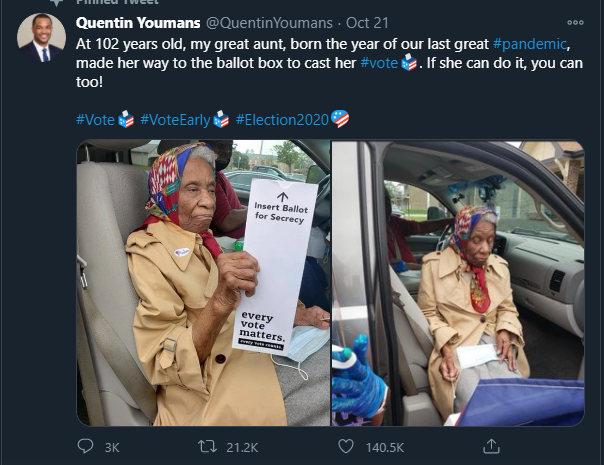 Pinned Tweet
Quentin Youmans @QuentinYoumans · Oct 21
At 102 years old, my great aunt, born the year of our last great #pandemic,
made her way to the ballot box to cast her #vote. If she can do it, you can
too!
#Vote #VoteEarly #Election2020
Insert Ballot
for Secrecy
every
vote
matters.
every vote counts.
3K 21.2K 140.5K